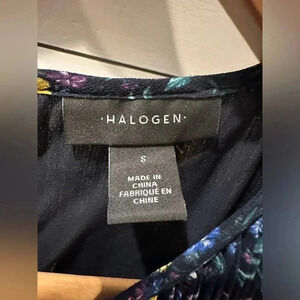 ·HALOGEN·
S
MADE IN
CHINA
FABRIQUÉ EN
CHINE